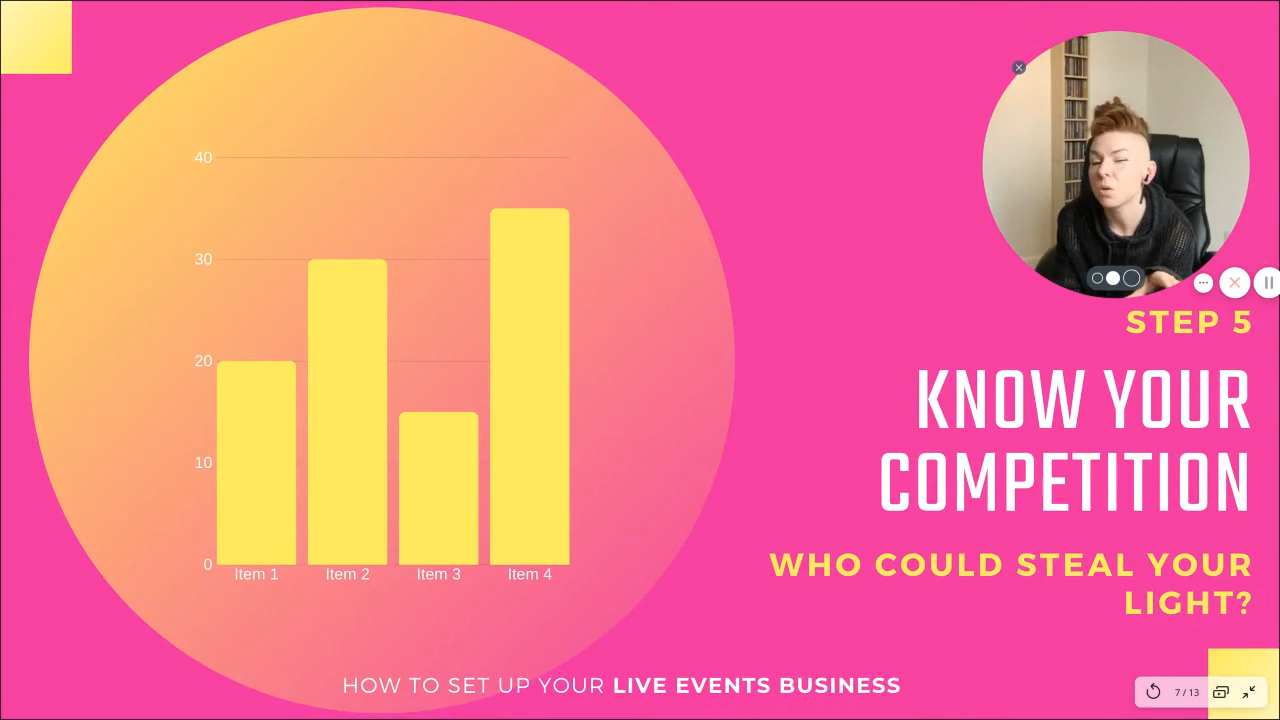 40
30
20
10
0
Item 1 Item 2 Item 3 Item 4
STEP 5
KNOW YOUR
COMPETITION
WHO COULD STEAL YOUR
LIGHT?
HOW TO SET UP YOUR LIVE EVENTS BUSINESS
7 / 13